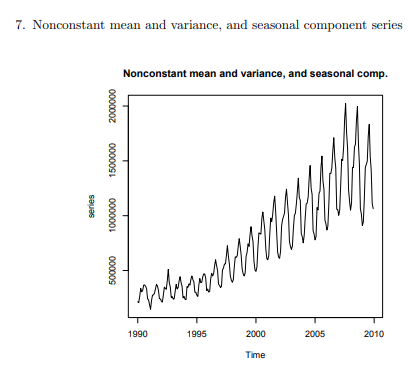 7. Nonconstant mean and variance, and seasonal component series
Nonconstant mean and variance, and seasonal comp.
series
2000000
1500000
1000000
500000
1990 1995 2000 2005 2010
Time